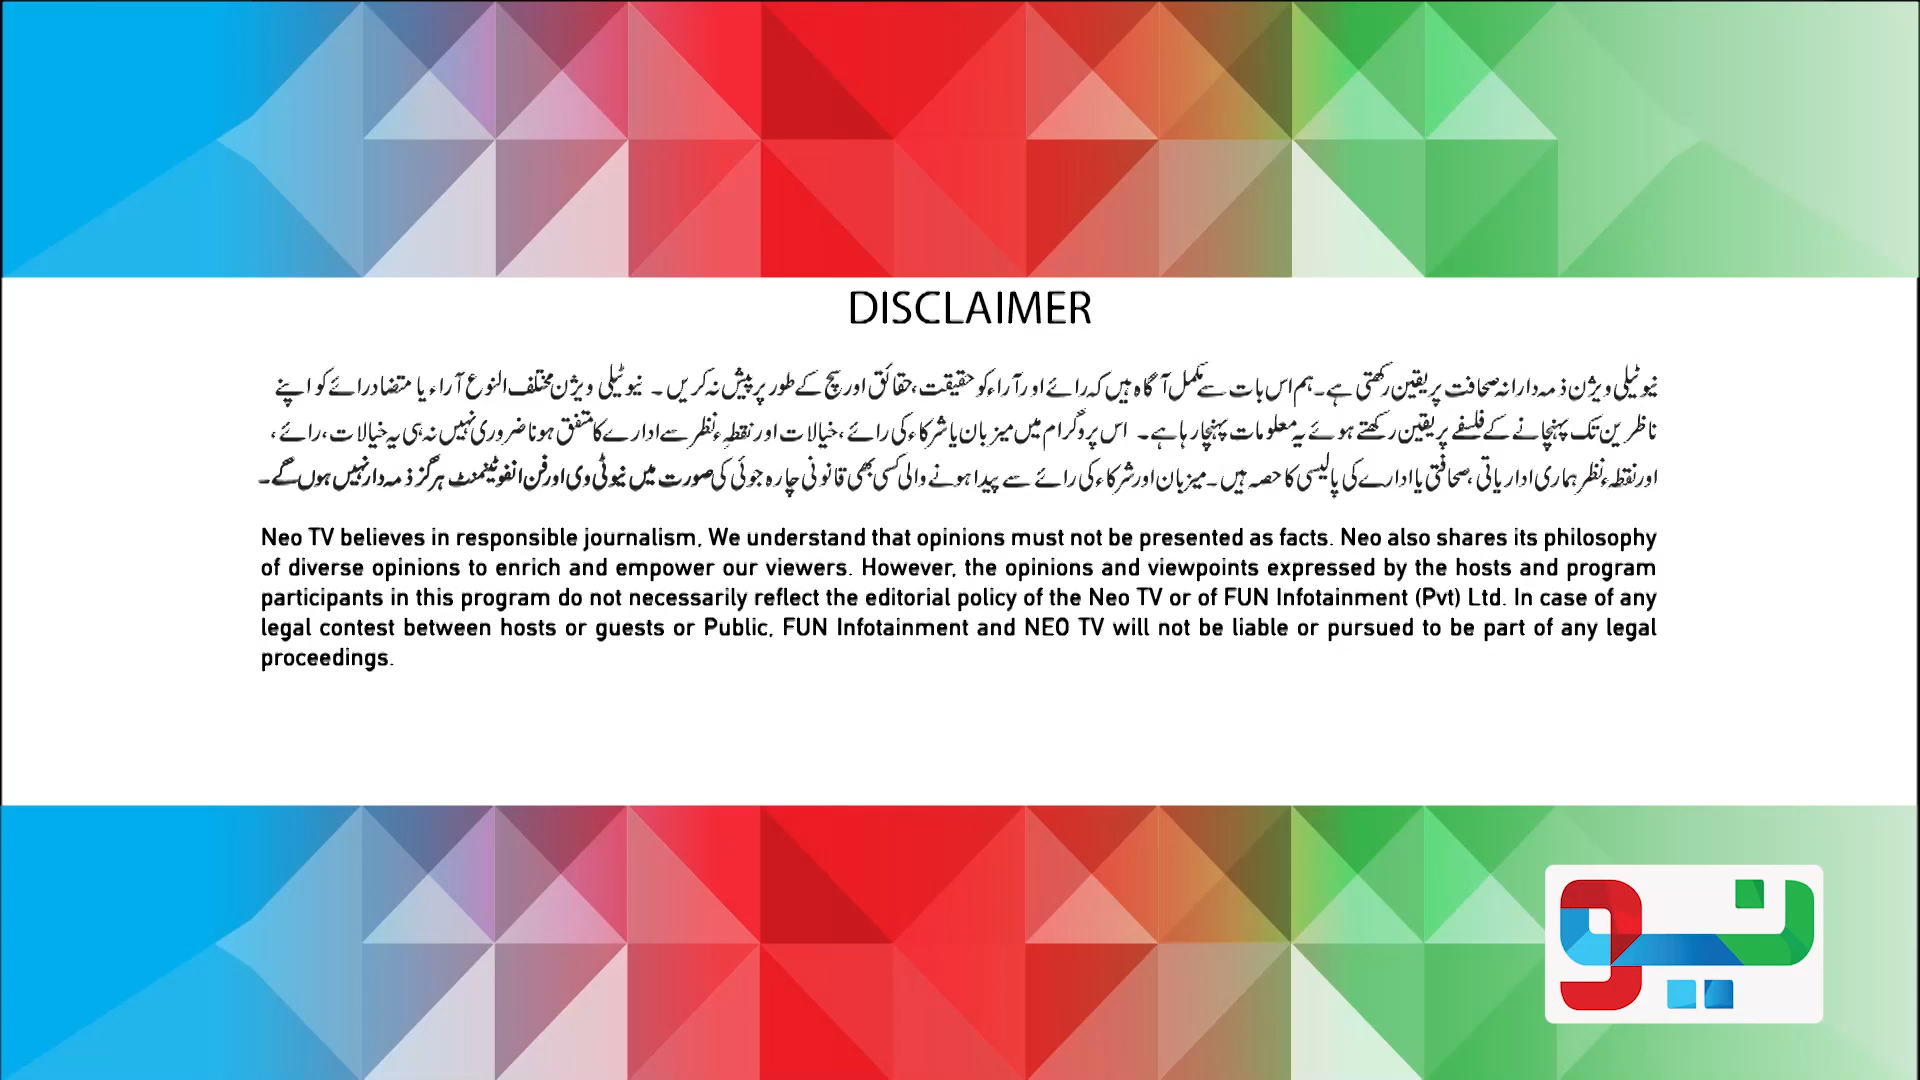 DISCLAIMER
نیو ٹیلی ویژن ذمہ دارانہ صحافت پر یقین رکھتی ہے۔ ہم اس بات سے مکمل آگاہ ہیں کہ رائے اور آراء کو حقیقت، حقائق اور سچ کے طور پر پیش نہ کریں ۔ نیو ٹیلی ویژن مختلف النوع آراء یا متضاد رائے کو اپنے
ناظرین تک پہنچانے کے فلسفے پر یقین رکھتے ہوئے یہ معلومات پہنچا رہا ہے۔ اس پروگرام میں میزبان یا شرکاء کی رائے ، خیالات اور نقطہء نظر سے ادارے کا متفق ہونا ضروری نہیں نہ ہی یہ خیالات ، رائے ،
اور نقطہء نظر ہماری اداریاتی ، صحافتی یا ادارے کی پالیسی کا حصہ ہیں ۔ میزبان اور شرکاء کی رائے سے پیدا ہونے والی کسی بھی قانونی چارہ جوئی کی صورت میں نیو ٹی وی اور فن انفوٹینمنٹ ہرگز ذمہ دار نہیں ہوں گے۔
Neo TV believes in responsible journalism, We understand that opinions must not be presented as facts. Neo also shares its philosophy
of diverse opinions to enrich and empower our viewers. However, the opinions and viewpoints expressed by the hosts and program
participants in this program do not necessarily reflect the editorial policy of the Neo TV or of FUN Infotainment (Pvt) Ltd. In case of any
legal contest between hosts or guests or Public, FUN Infotainment and NEO TV will not be liable or pursued to be part of any legal
proceedings.
نیو